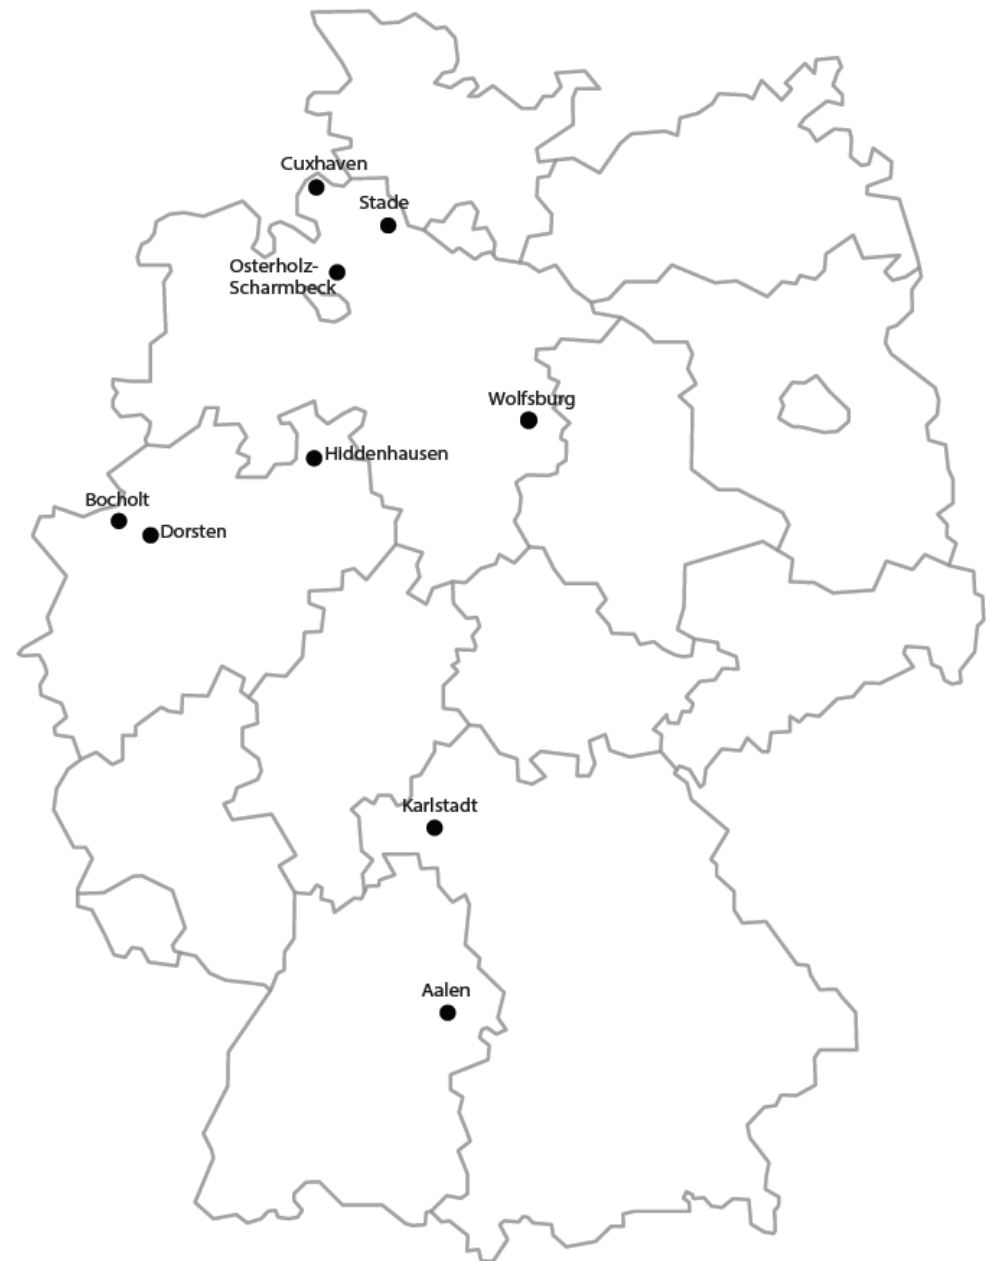 Cuxhaven
Stade
Osterholz-
Scharmbeck
Wolfsburg
Hiddenhausen
Bocholt
Dorsten
Karlstadt
Aalen